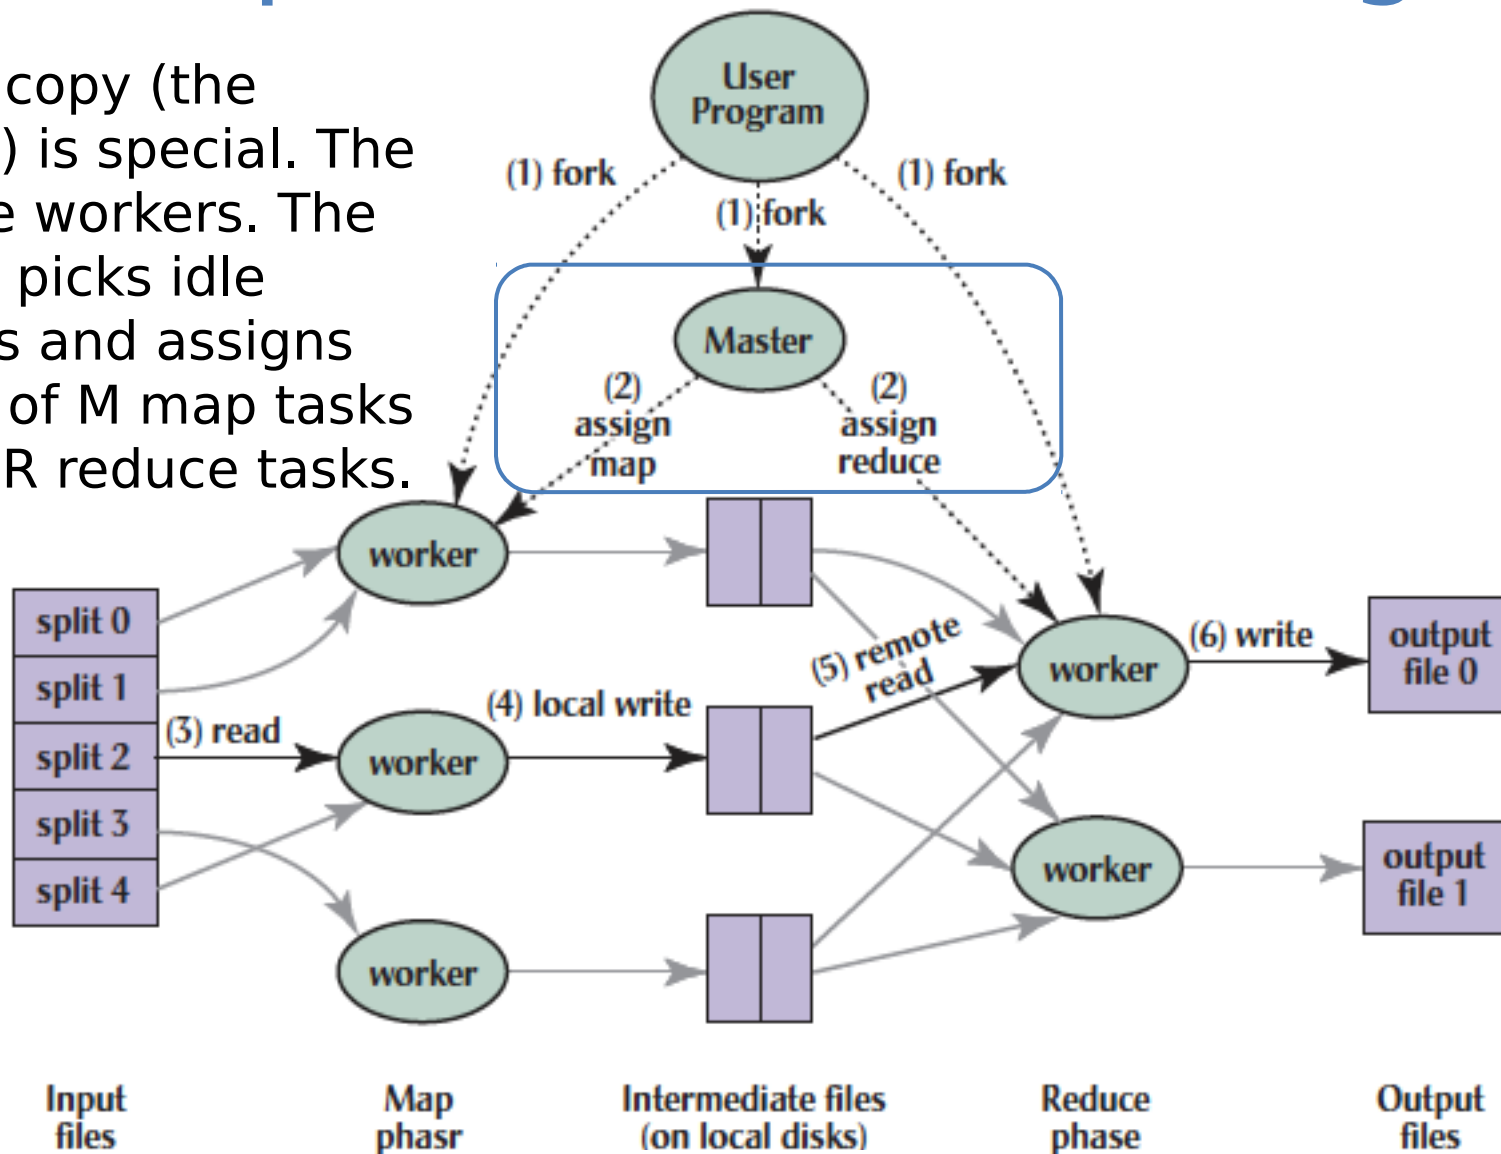 copy (the
) is special. The
e workers. The
picks idle
s and assigns
of M map tasks
R reduce tasks.
User
Program
(1) fork
(1) fork
(1) fork
Master
(2)
assign
map
(2)
assign
reduce
worker
split 0
split 1
split 2
split 3
split 4
(3) read
worker
(4) local write
worker
(5) remote
read
worker
(6) write
output
file 0
worker
output
file 1
Input
files
Map
phasr
Intermediate files
(on local disks)
Reduce
phase
Output
files